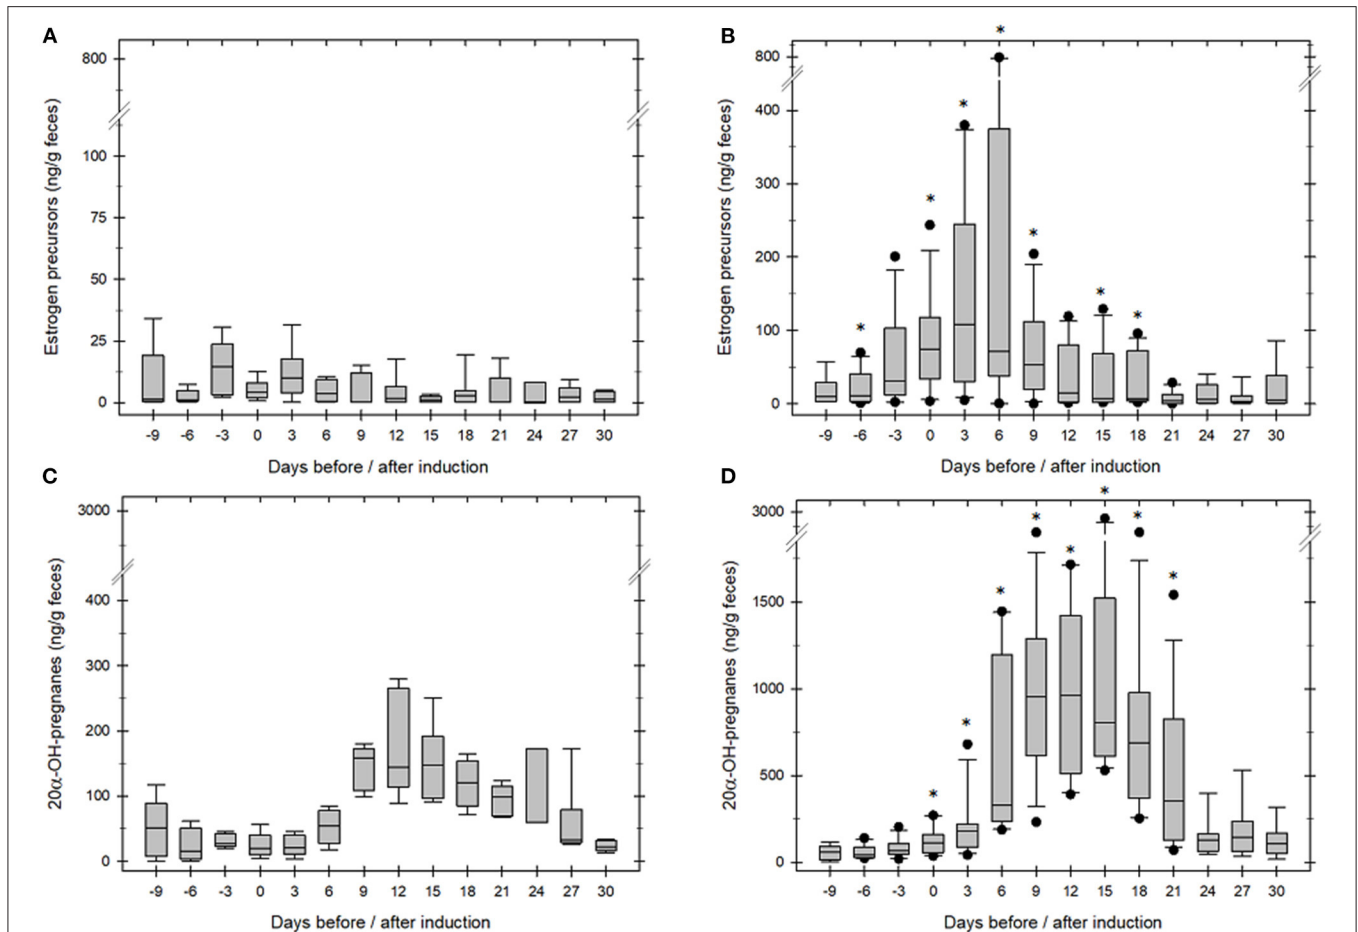 A
800
100
75
50
25
0
Estrogen precursors (ng/g feces)
-9 -6 -3 0 3 6 9 12 15 18 21 24 27 30
Days before / after induction
B
800
400
300
200
100
0
Estrogen precursors (ng/g feces)
* * * * * * * *
-9 -6 -3 0 3 6 9 12 15 18 21 24 27 30
Days before / after induction
C
3000
400
300
200
100
0
20α-OH-pregnanes (ng/g feces)
-9 -6 -3 0 3 6 9 12 15 18 21 24 27 30
Days before / after induction
D
3000
1500
1000
500
0
20α-OH-pregnanes (ng/g feces)
* * * * * * * *
-9 -6 -3 0 3 6 9 12 15 18 21 24 27 30
Days before / after induction